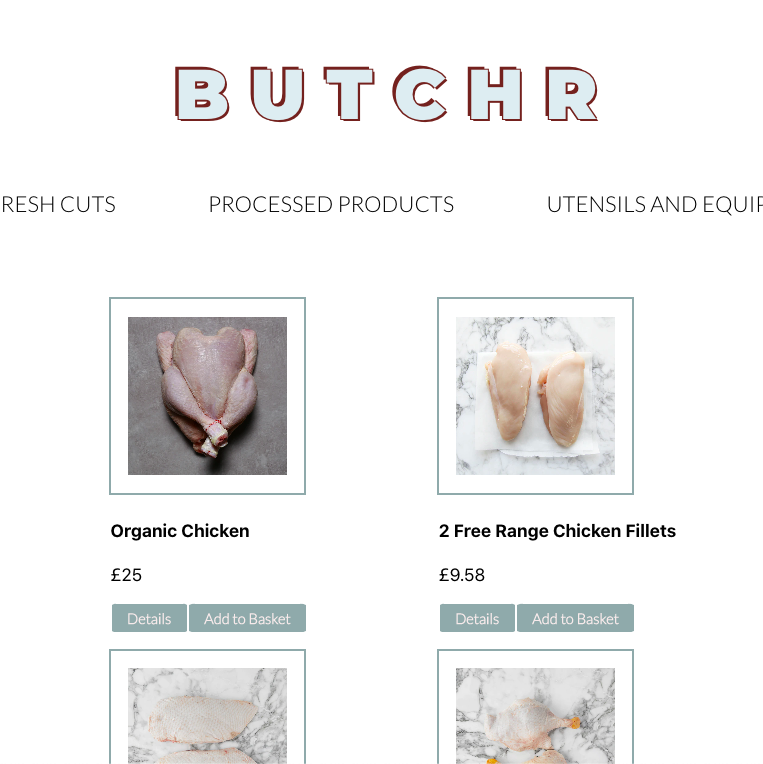 BUTCHR
RESH CUTS PROCESSED PRODUCTS UTENSILS AND EQUIP
Organic Chicken 2 Free Range Chicken Fillets
£25 £9.58
Details Add to Basket Details Add to Basket